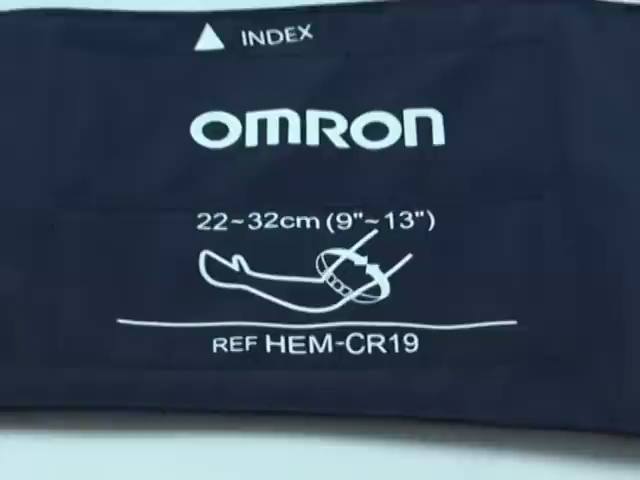 INDEX
OMRON
22~32cm (9"~13")
REF HEM-CR19